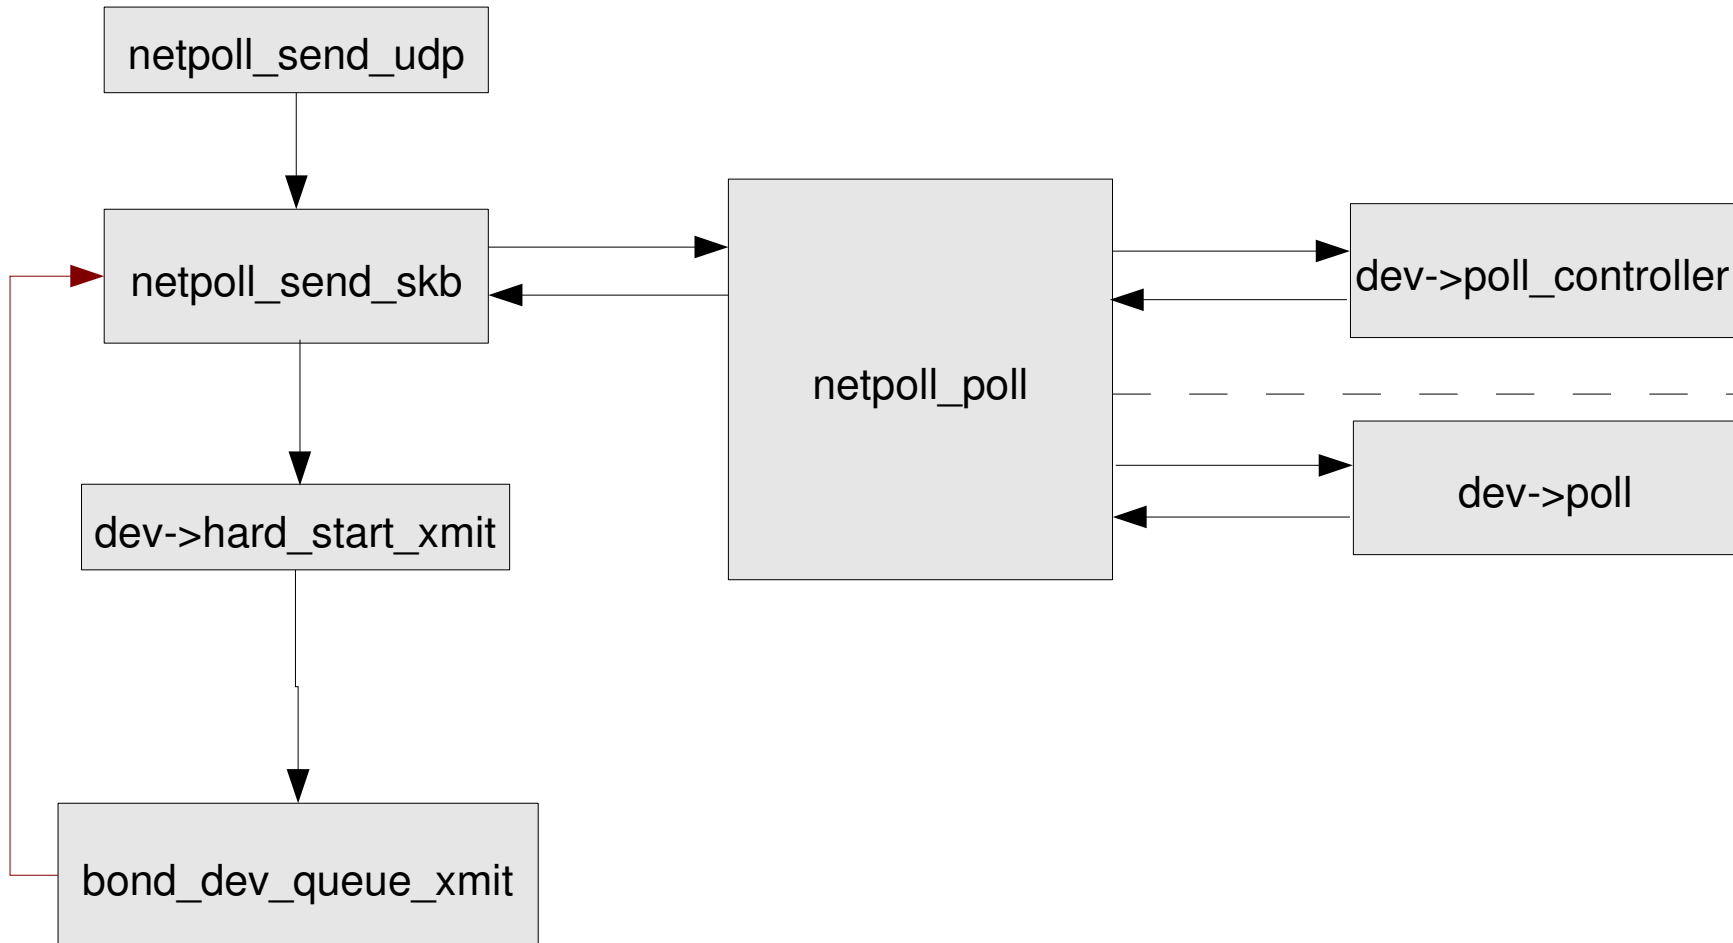 netpoll_send_udp
netpoll_send_skb
dev->poll_controller
netpoll_poll
dev->poll
dev->hard_start_xmit
bond_dev_queue_xmit